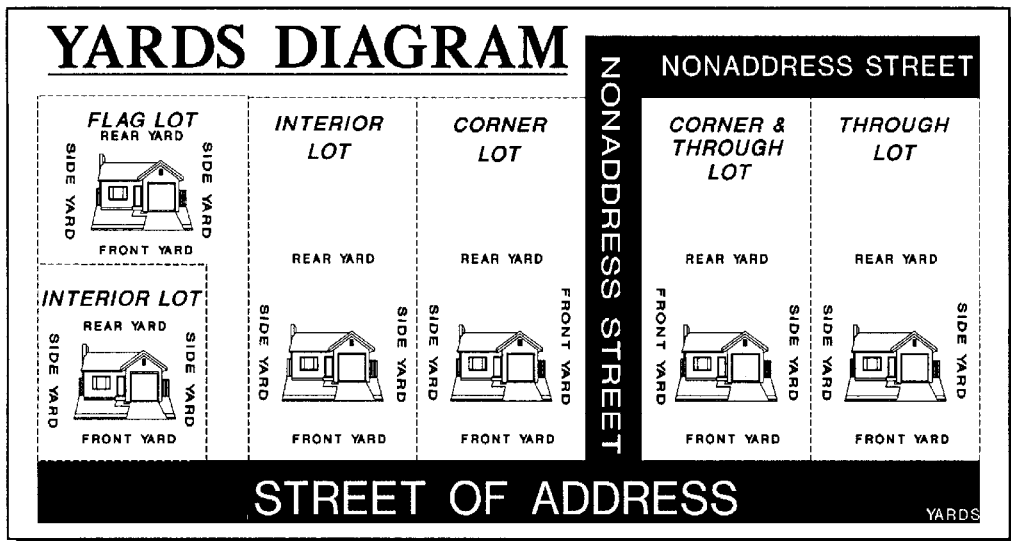 YARDS DIAGRAM
NONADDRESS STREET
NONADDRESS STREET
FLAG LOT
REAR YARD
SIDE YARD
SIDE YARD
FRONT YARD
INTERIOR LOT
REAR YARD
SIDE YARD
SIDE YARD
FRONT YARD
INTERIOR
LOT
REAR YARD
SIDE YARD
SIDE YARD
FRONT YARD
CORNER
LOT
REAR YARD
SIDE YARD
FRONT YARD
FRONT YARD
CORNER &
THROUGH
LOT
REAR YARD
FRONT YARD
SIDE YARD
FRONT YARD
THROUGH
LOT
REAR YARD
SIDE YARD
SIDE YARD
FRONT YARD
STREET OF ADDRESS
YARDS